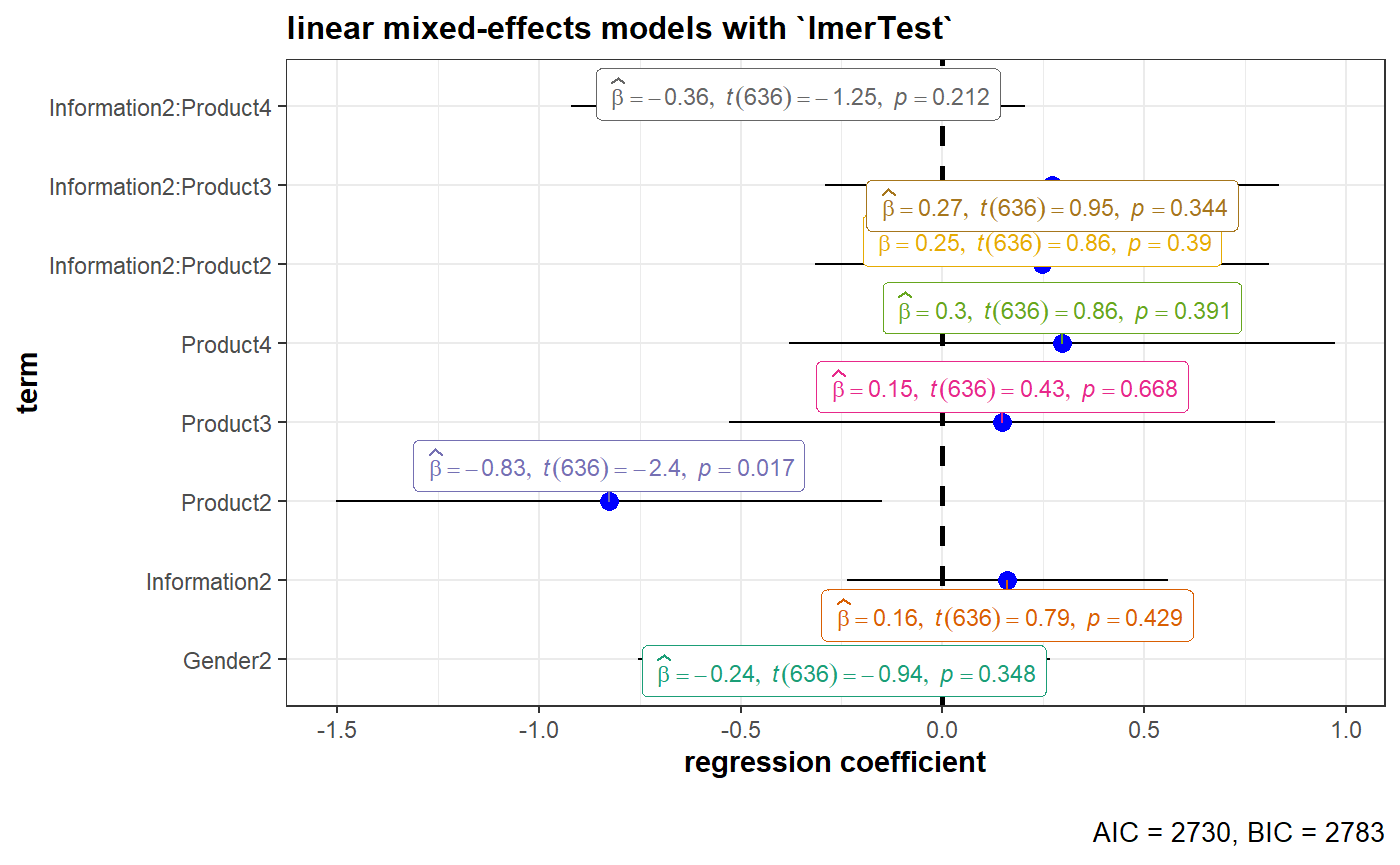 linear mixed-effects models with `lmerTest`
Information2:Product4
β̂ = −0.36, t(636) = −1.25, p = 0.212
Information2:Product3
β̂ = 0.27, t(636) = 0.95, p = 0.344
β = 0.25, t(636) = 0.86, p = 0.39
Information2:Product2
β̂ = 0.3, t(636) = 0.86, p = 0.391
Product4
β̂ = 0.15, t(636) = 0.43, p = 0.668
Product3
β̂ = −0.83, t(636) = −2.4, p = 0.017
Product2
Information2
β̂ = 0.16, t(636) = 0.79, p = 0.429
Gender2
β̂ = −0.24, t(636) = −0.94, p = 0.348
term
-1.5 -1.0 -0.5 0.0 0.5 1.0
regression coefficient
AIC = 2730, BIC = 2783